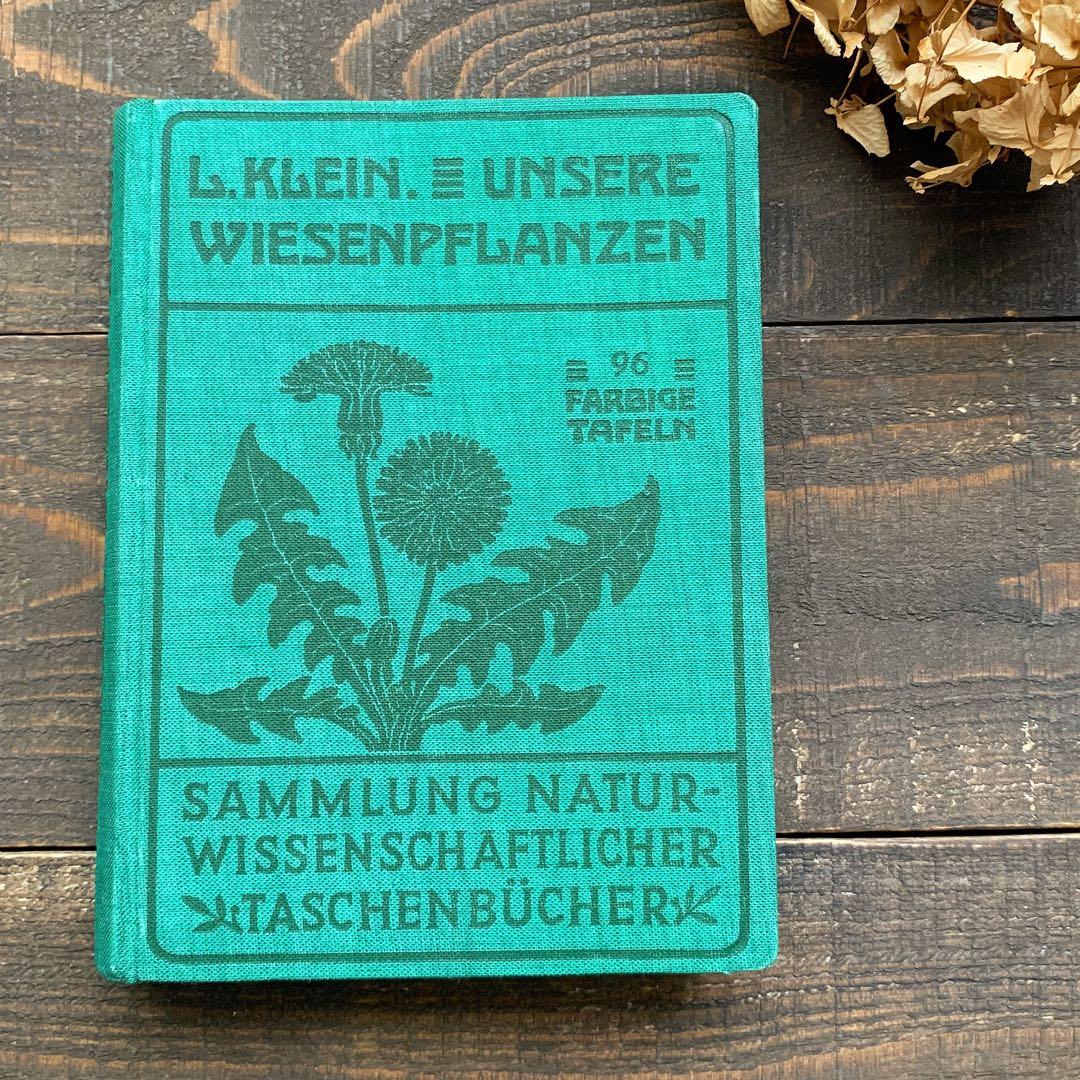 L. KLEIN. UNSERE
WIESENPFLANZEN
96
FARBIGE
TAFELN
SAMMLUNG NATUR-
WISSENSCHAFTLICHER
TASCHENBÜCHER